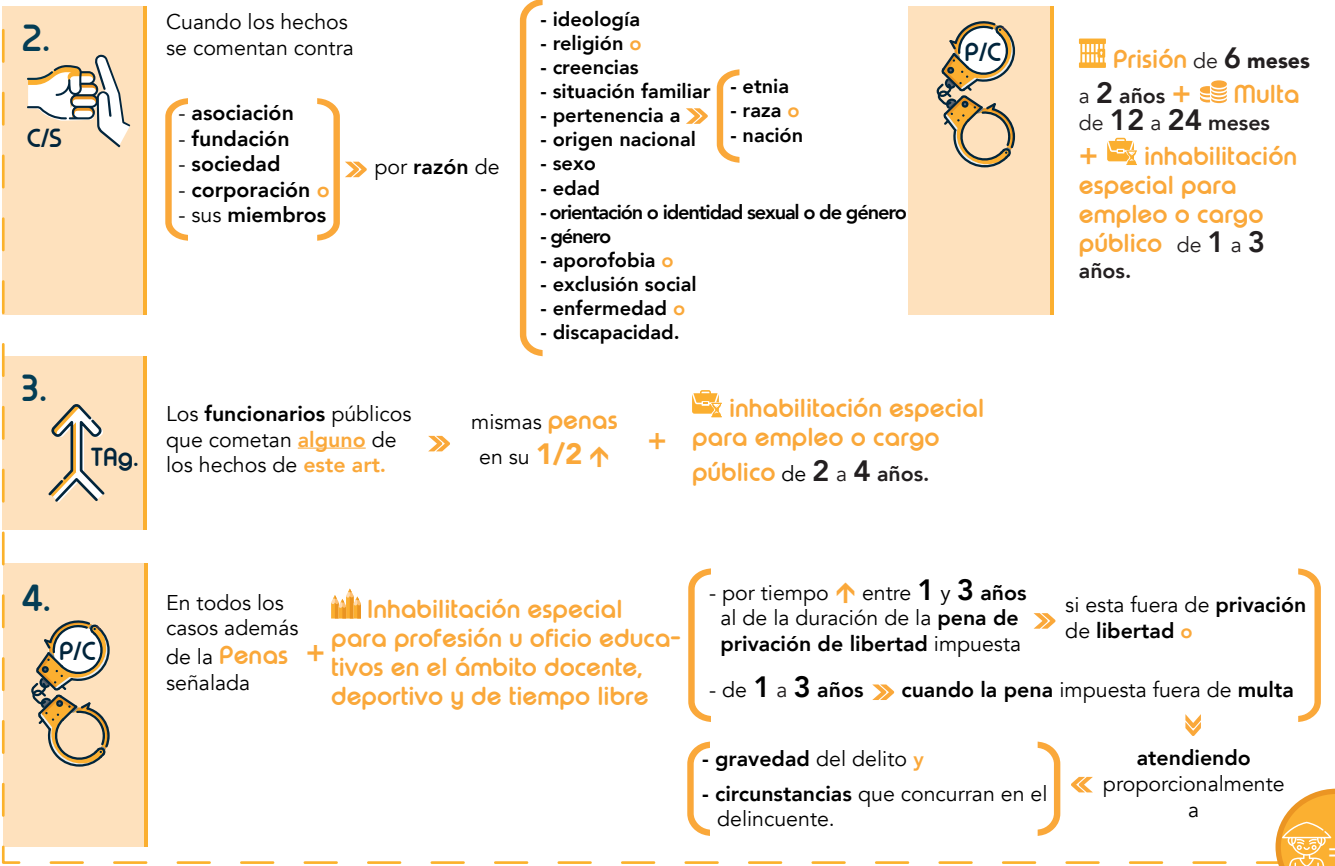 2.
C/S
Cuando los hechos
se comentan contra
- asociación
- fundación
- sociedad
- corporación o
- sus miembros
» por razón de
- ideología
- religión o
- creencias
- situación familiar
- pertenencia a »
- etnia
- raza o
- nación
- origen nacional
- sexo
- edad
- orientación o identidad sexual o de género
- género
- aporofobia o
- exclusión social
- enfermedad o
- discapacidad.
P/C
Prisión de 6 meses
a 2 años + Multa
de 12 a 24 meses
+ inhabilitación
especial para
empleo o cargo
público de 1 a 3
años.
3.
TAg.
Los funcionarios públicos
que cometan alguno de
los hechos de este art.
»
mismas penas
en su 1/2 ↑
+
inhabilitación especial
para empleo o cargo
público de 2 a 4 años.
4.
P/C
En todos los
casos además
de la Penas
señalada
+
Inhabilitación especial
para profesión u oficio educa-
tivos en el ámbito docente,
deportivo y de tiempo libre
- por tiempo ↑ entre 1 y 3 años
al de la duración de la pena de
privación de libertad impuesta
»
si esta fuera de privación
de libertad o
- de 1 a 3 años » cuando la pena impuesta fuera de multa
atendiendo
« proporcionalmente
a
- gravedad del delito y
- circunstancias que concurran en el
delincuente.